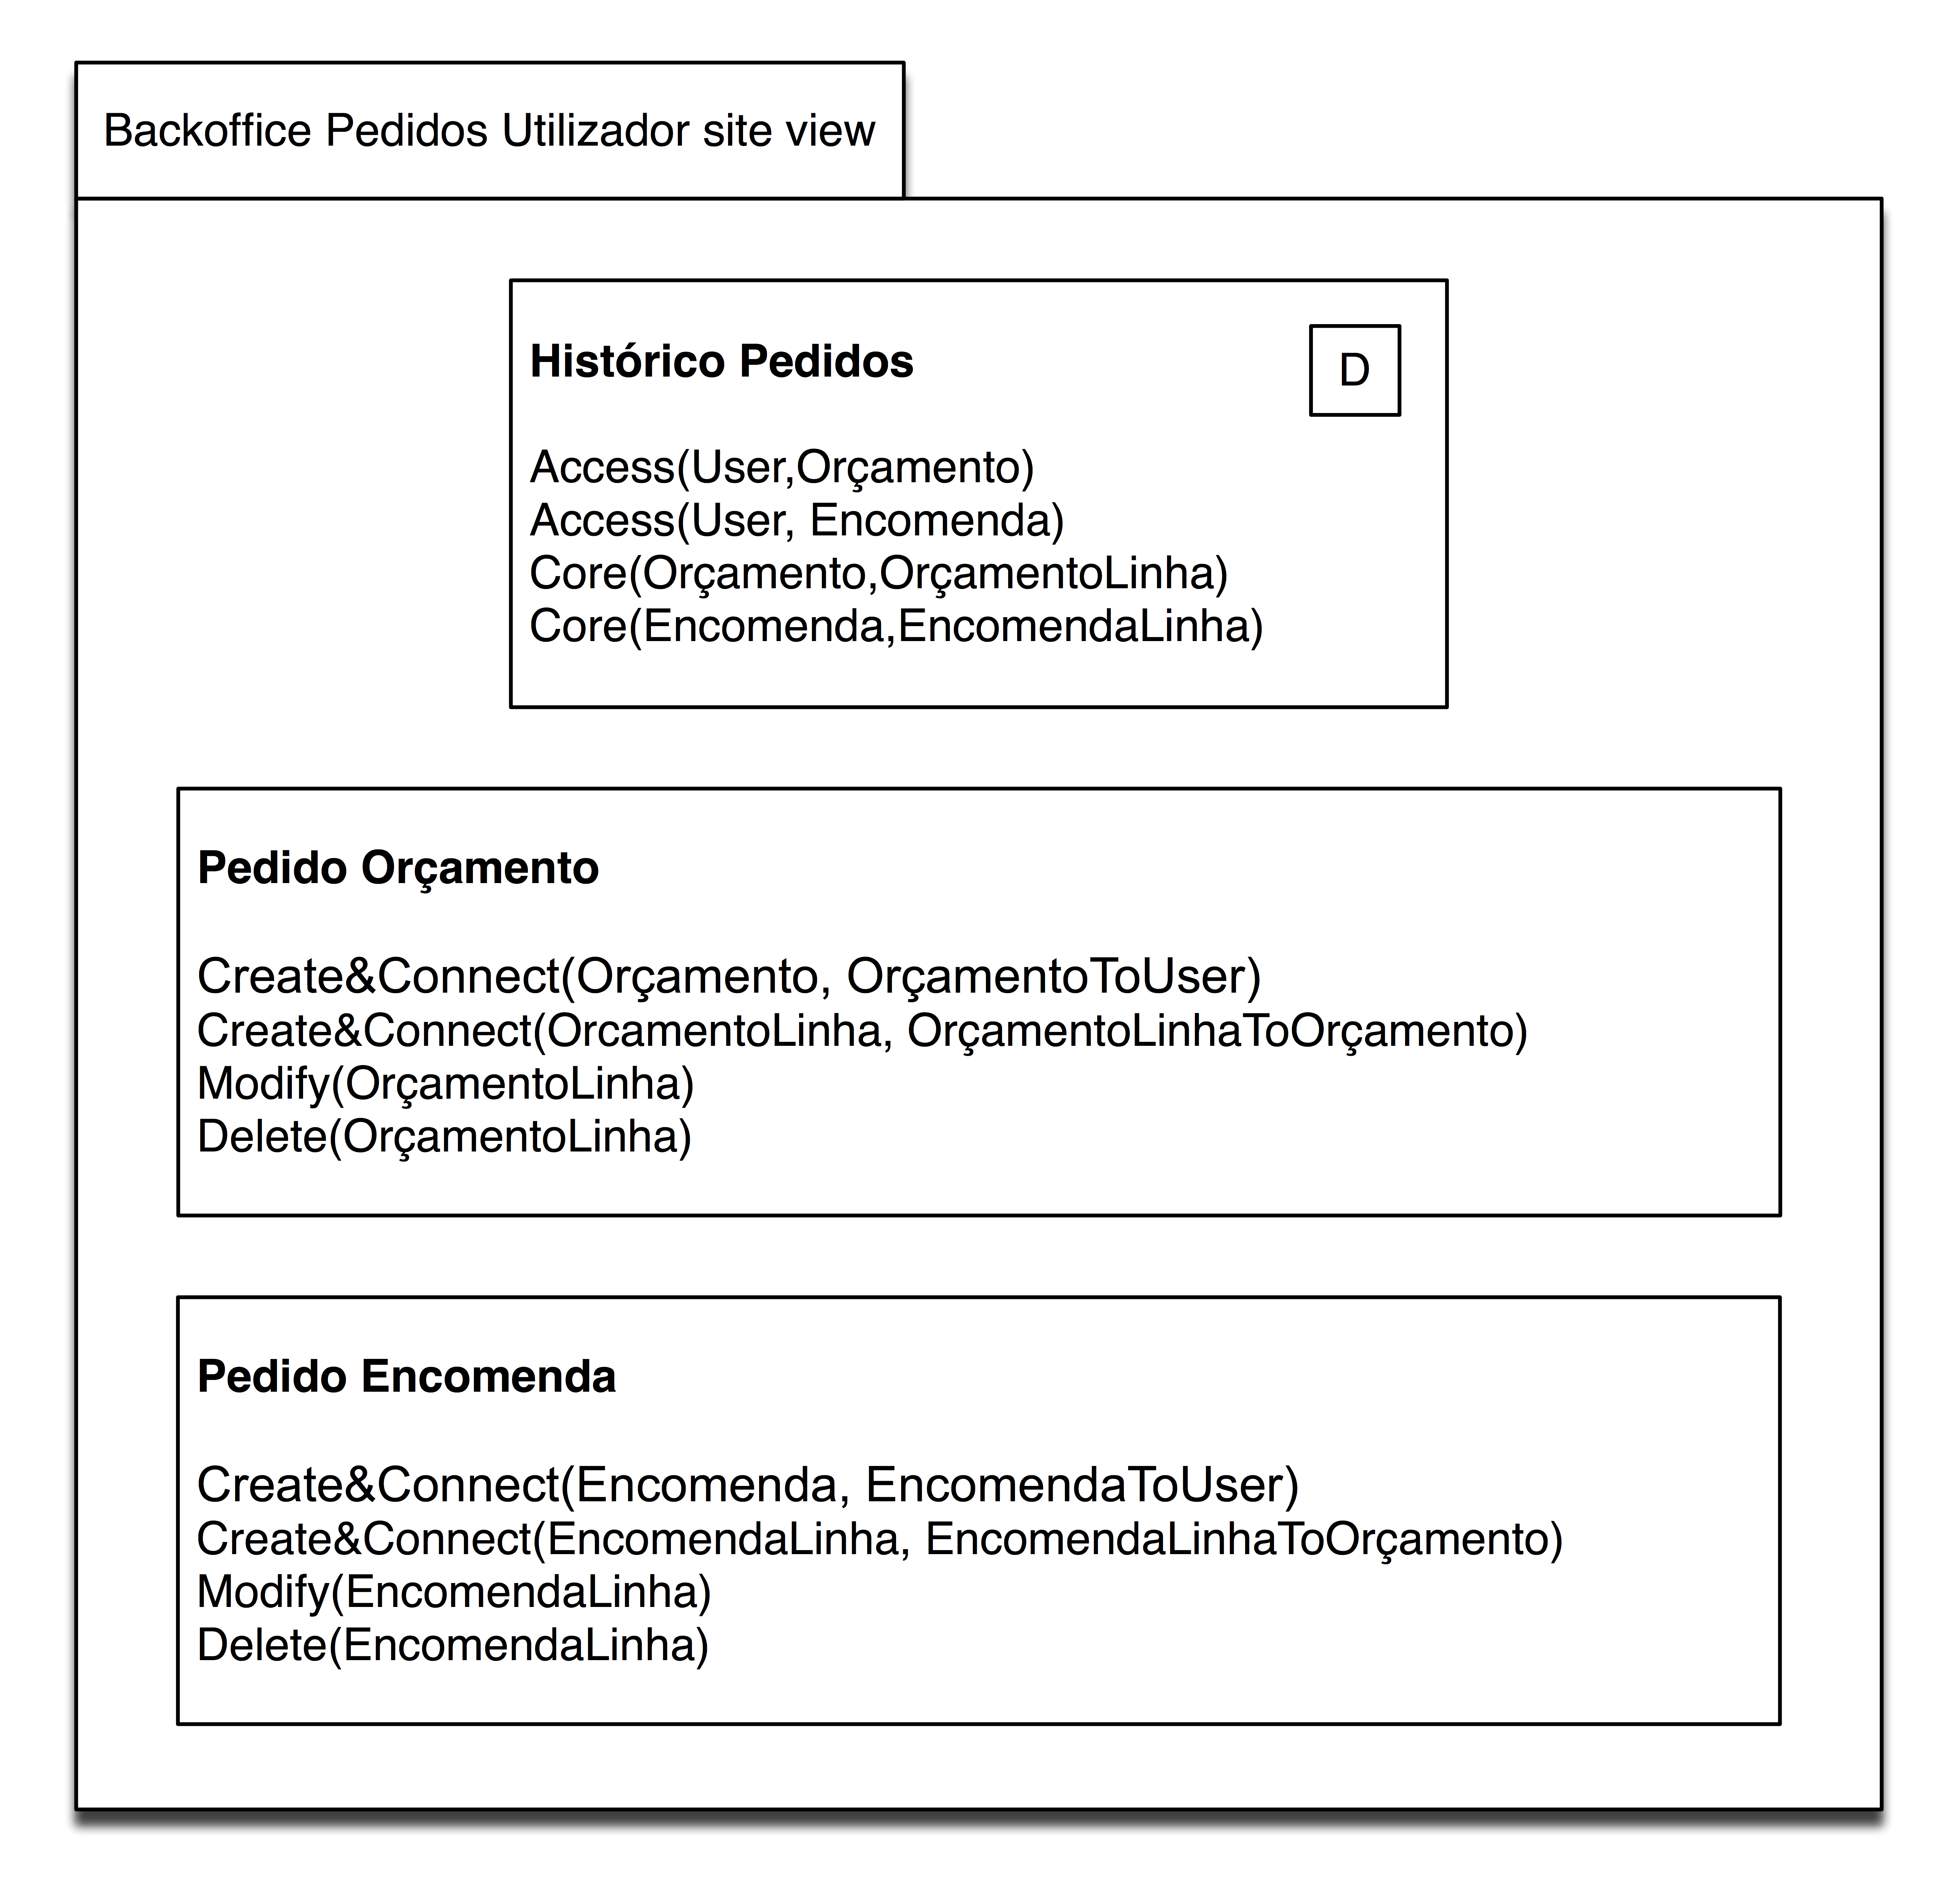 Backoffice Pedidos Utilizador site view
Histórico Pedidos
D
Access(User,Orçamento)
Access(User, Encomenda)
Core(Orçamento,OrçamentoLinha)
Core(Encomenda,EncomendaLinha)
Pedido Orçamento
Create&Connect(Orçamento, OrçamentoToUser)
Create&Connect(OrcamentoLinha, OrçamentoLinhaToOrçamento)
Modify(OrçamentoLinha)
Delete(OrçamentoLinha)
Pedido Encomenda
Create&Connect(Encomenda, EncomendaToUser)
Create&Connect(EncomendaLinha, EncomendaLinhaToOrçamento)
Modify(EncomendaLinha)
Delete(EncomendaLinha)